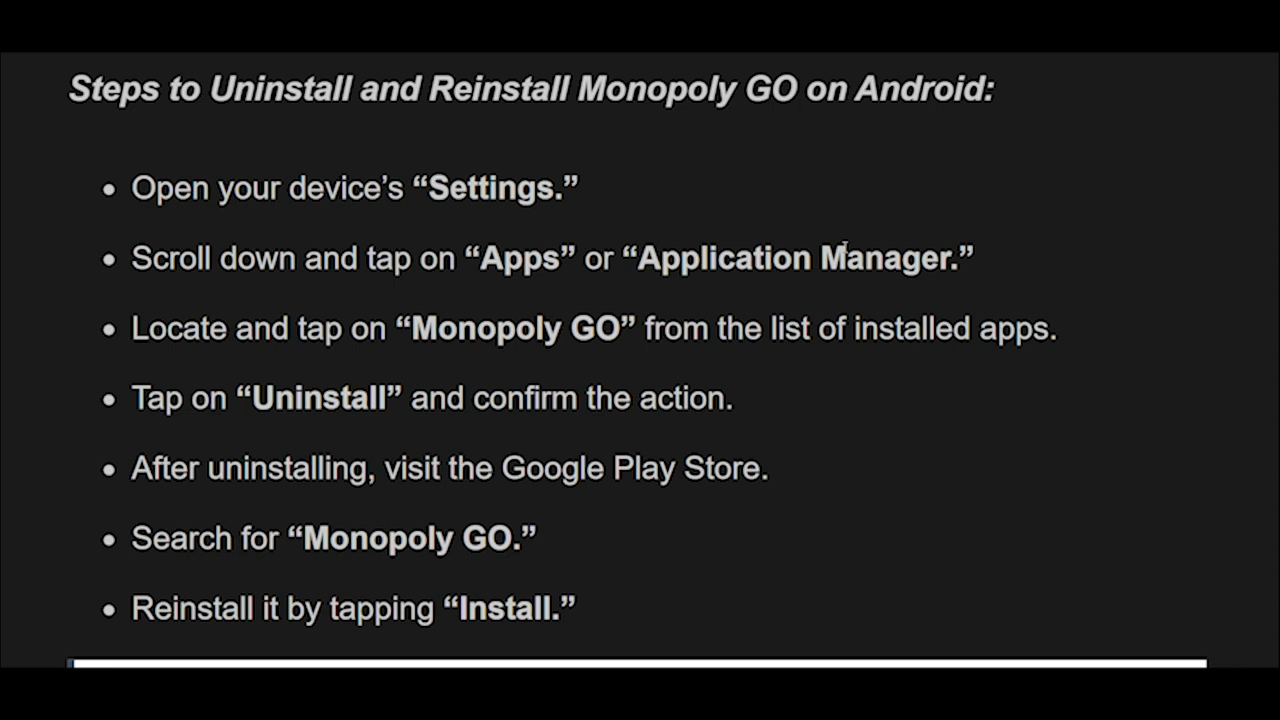 Steps to Uninstall and Reinstall Monopoly GO on Android:
Open your device’s “Settings.”
Scroll down and tap on “Apps” or “Application Manager.”
Locate and tap on “Monopoly GO” from the list of installed apps.
Tap on “Uninstall” and confirm the action.
After uninstalling, visit the Google Play Store.
Search for “Monopoly GO.”
Reinstall it by tapping “Install.”